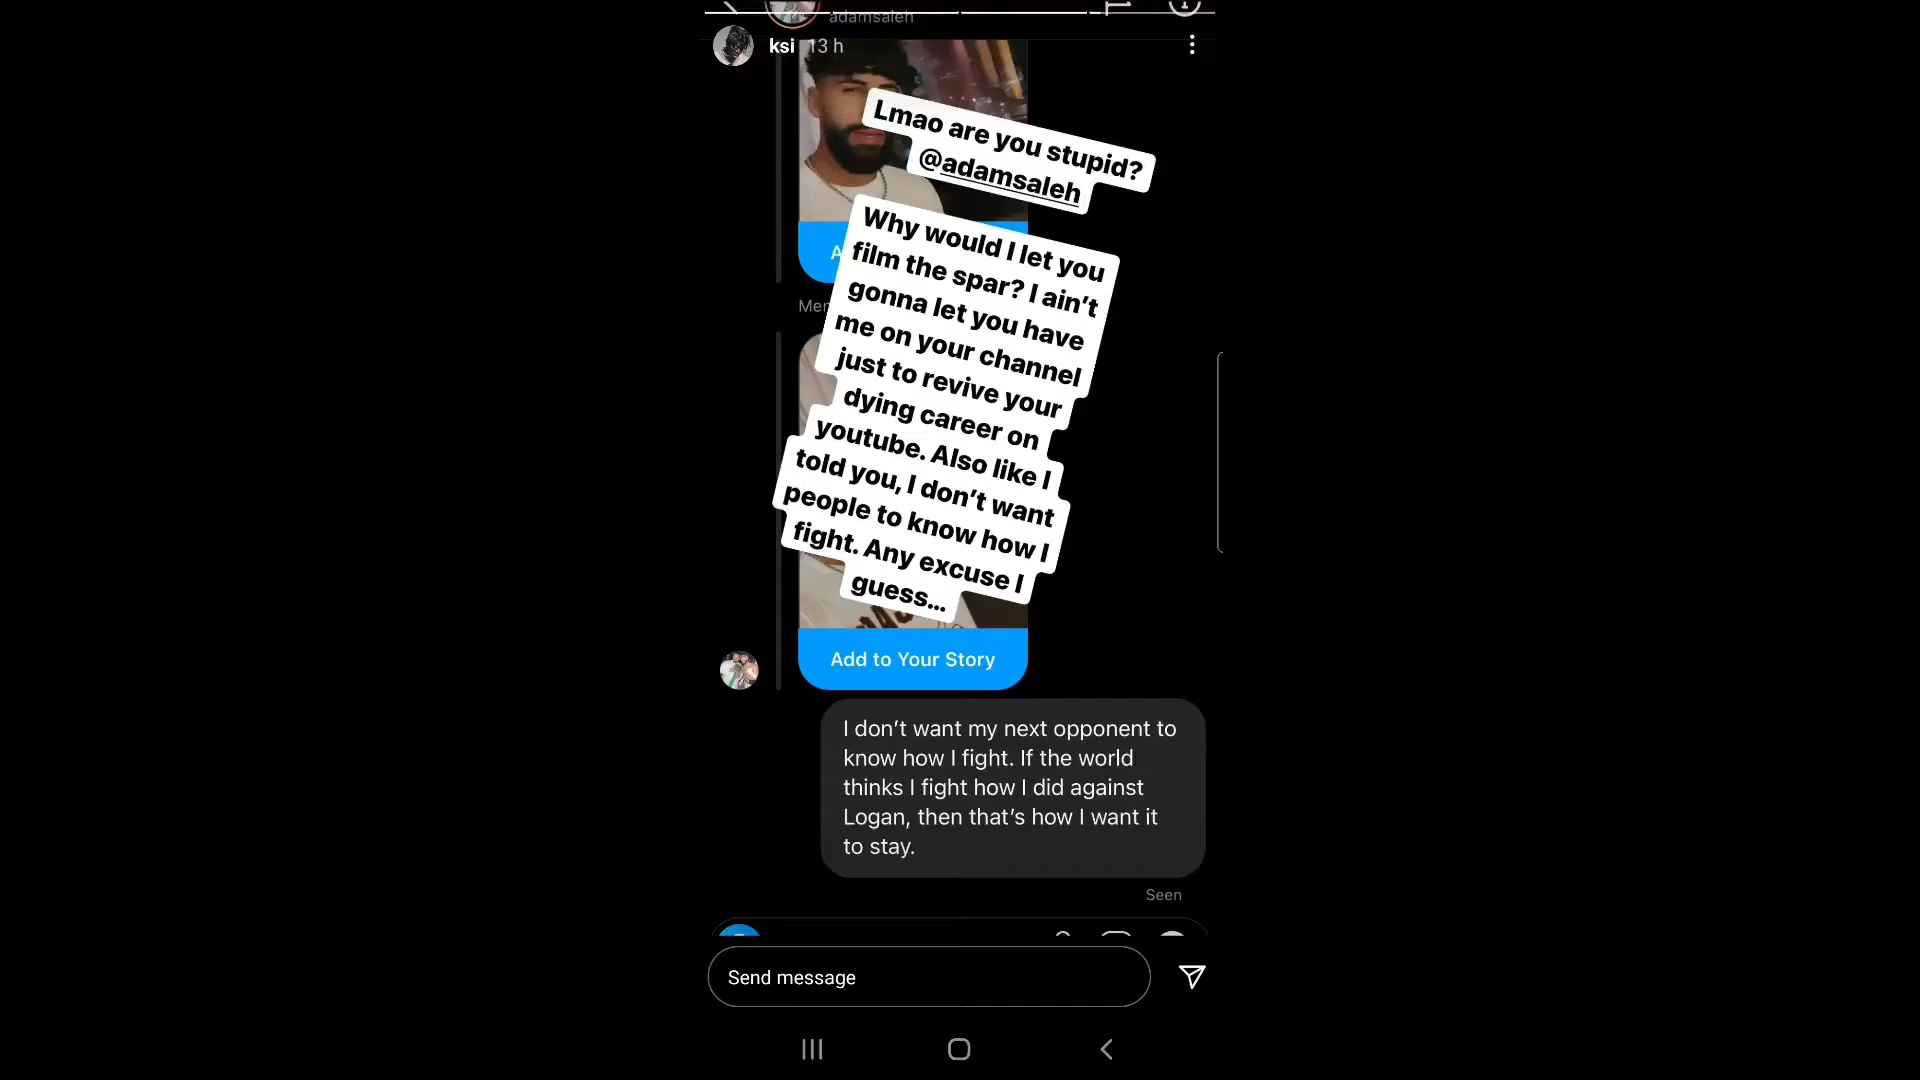 adamsaleh
ksi 13 h
Lmao are you stupid?
@adamsaleh
Why would I let you
film the spar? I ain’t
gonna let you have
me on your channel
just to revive your
dying career on
youtube. Also like I
told you, I don’t want
people to know how I
fight. Any excuse I
guess...
A
Men
Add to Your Story
I don’t want my next opponent to
know how I fight. If the world
thinks I fight how I did against
Logan, then that’s how I want it
to stay.
Seen
Send message